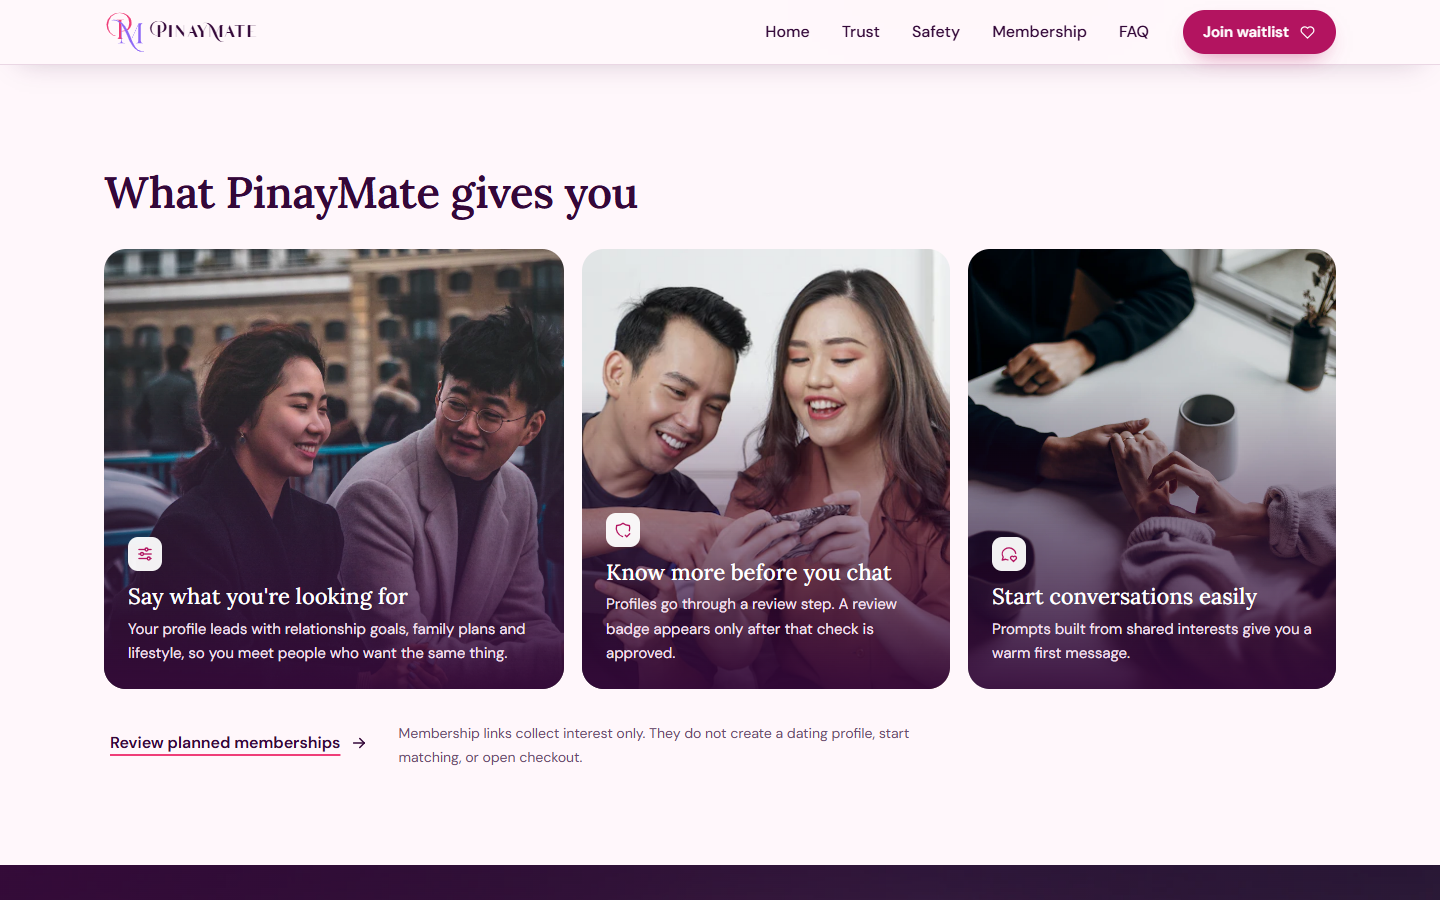 PM PINAYMATE
Home
Trust
Safety
Membership
FAQ
Join waitlist
What PinayMate gives you
Say what you're looking for
Your profile leads with relationship goals, family plans and
lifestyle, so you meet people who want the same thing.
Know more before you chat
Profiles go through a review step. A review
badge appears only after that check is
approved.
Start conversations easily
Prompts built from shared interests give you a
warm first message.
Review planned memberships
Membership links collect interest only. They do not create a dating profile, start
matching, or open checkout.